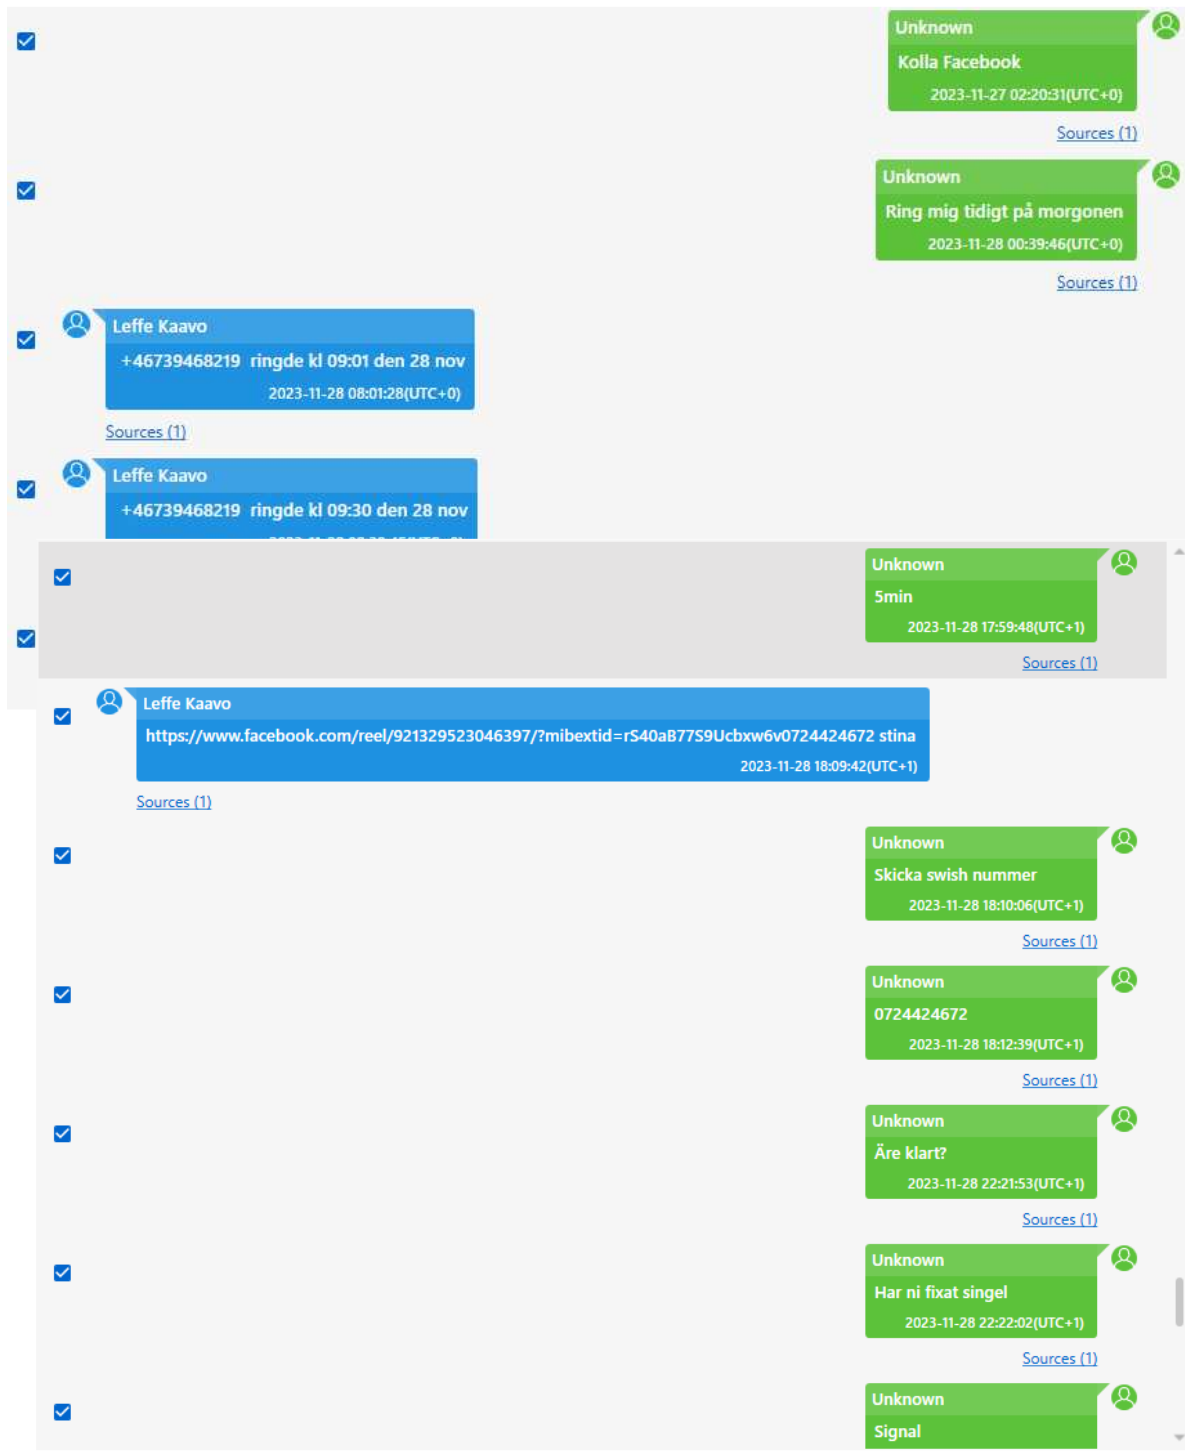 Unknown
Kolla Facebook
2023-11-27 02:20:31(UTC+0)
Sources (1)
Unknown
Ring mig tidigt på morgonen
2023-11-28 00:39:46(UTC+0)
Sources (1)
Leffe Kaavo
+46739468219 ringde kl 09:01 den 28 nov
2023-11-28 08:01:28(UTC+0)
Sources (1)
Leffe Kaavo
+46739468219 ringde kl 09:30 den 28 nov
Unknown
5min
2023-11-28 17:59:48(UTC+1)
Sources (1)
Leffe Kaavo
https://www.facebook.com/reel/921329523046397/?mibextid=rS40aB77S9Ucbxw6v0724424672 stina
2023-11-28 18:09:42(UTC+1)
Sources (1)
Unknown
Skicka swish nummer
2023-11-28 18:10:06(UTC+1)
Sources (1)
Unknown
0724424672
2023-11-28 18:12:39(UTC+1)
Sources (1)
Unknown
Äre klart?
2023-11-28 22:21:53(UTC+1)
Sources (1)
Unknown
Har ni fixat singel
2023-11-28 22:22:02(UTC+1)
Sources (1)
Unknown
Signal